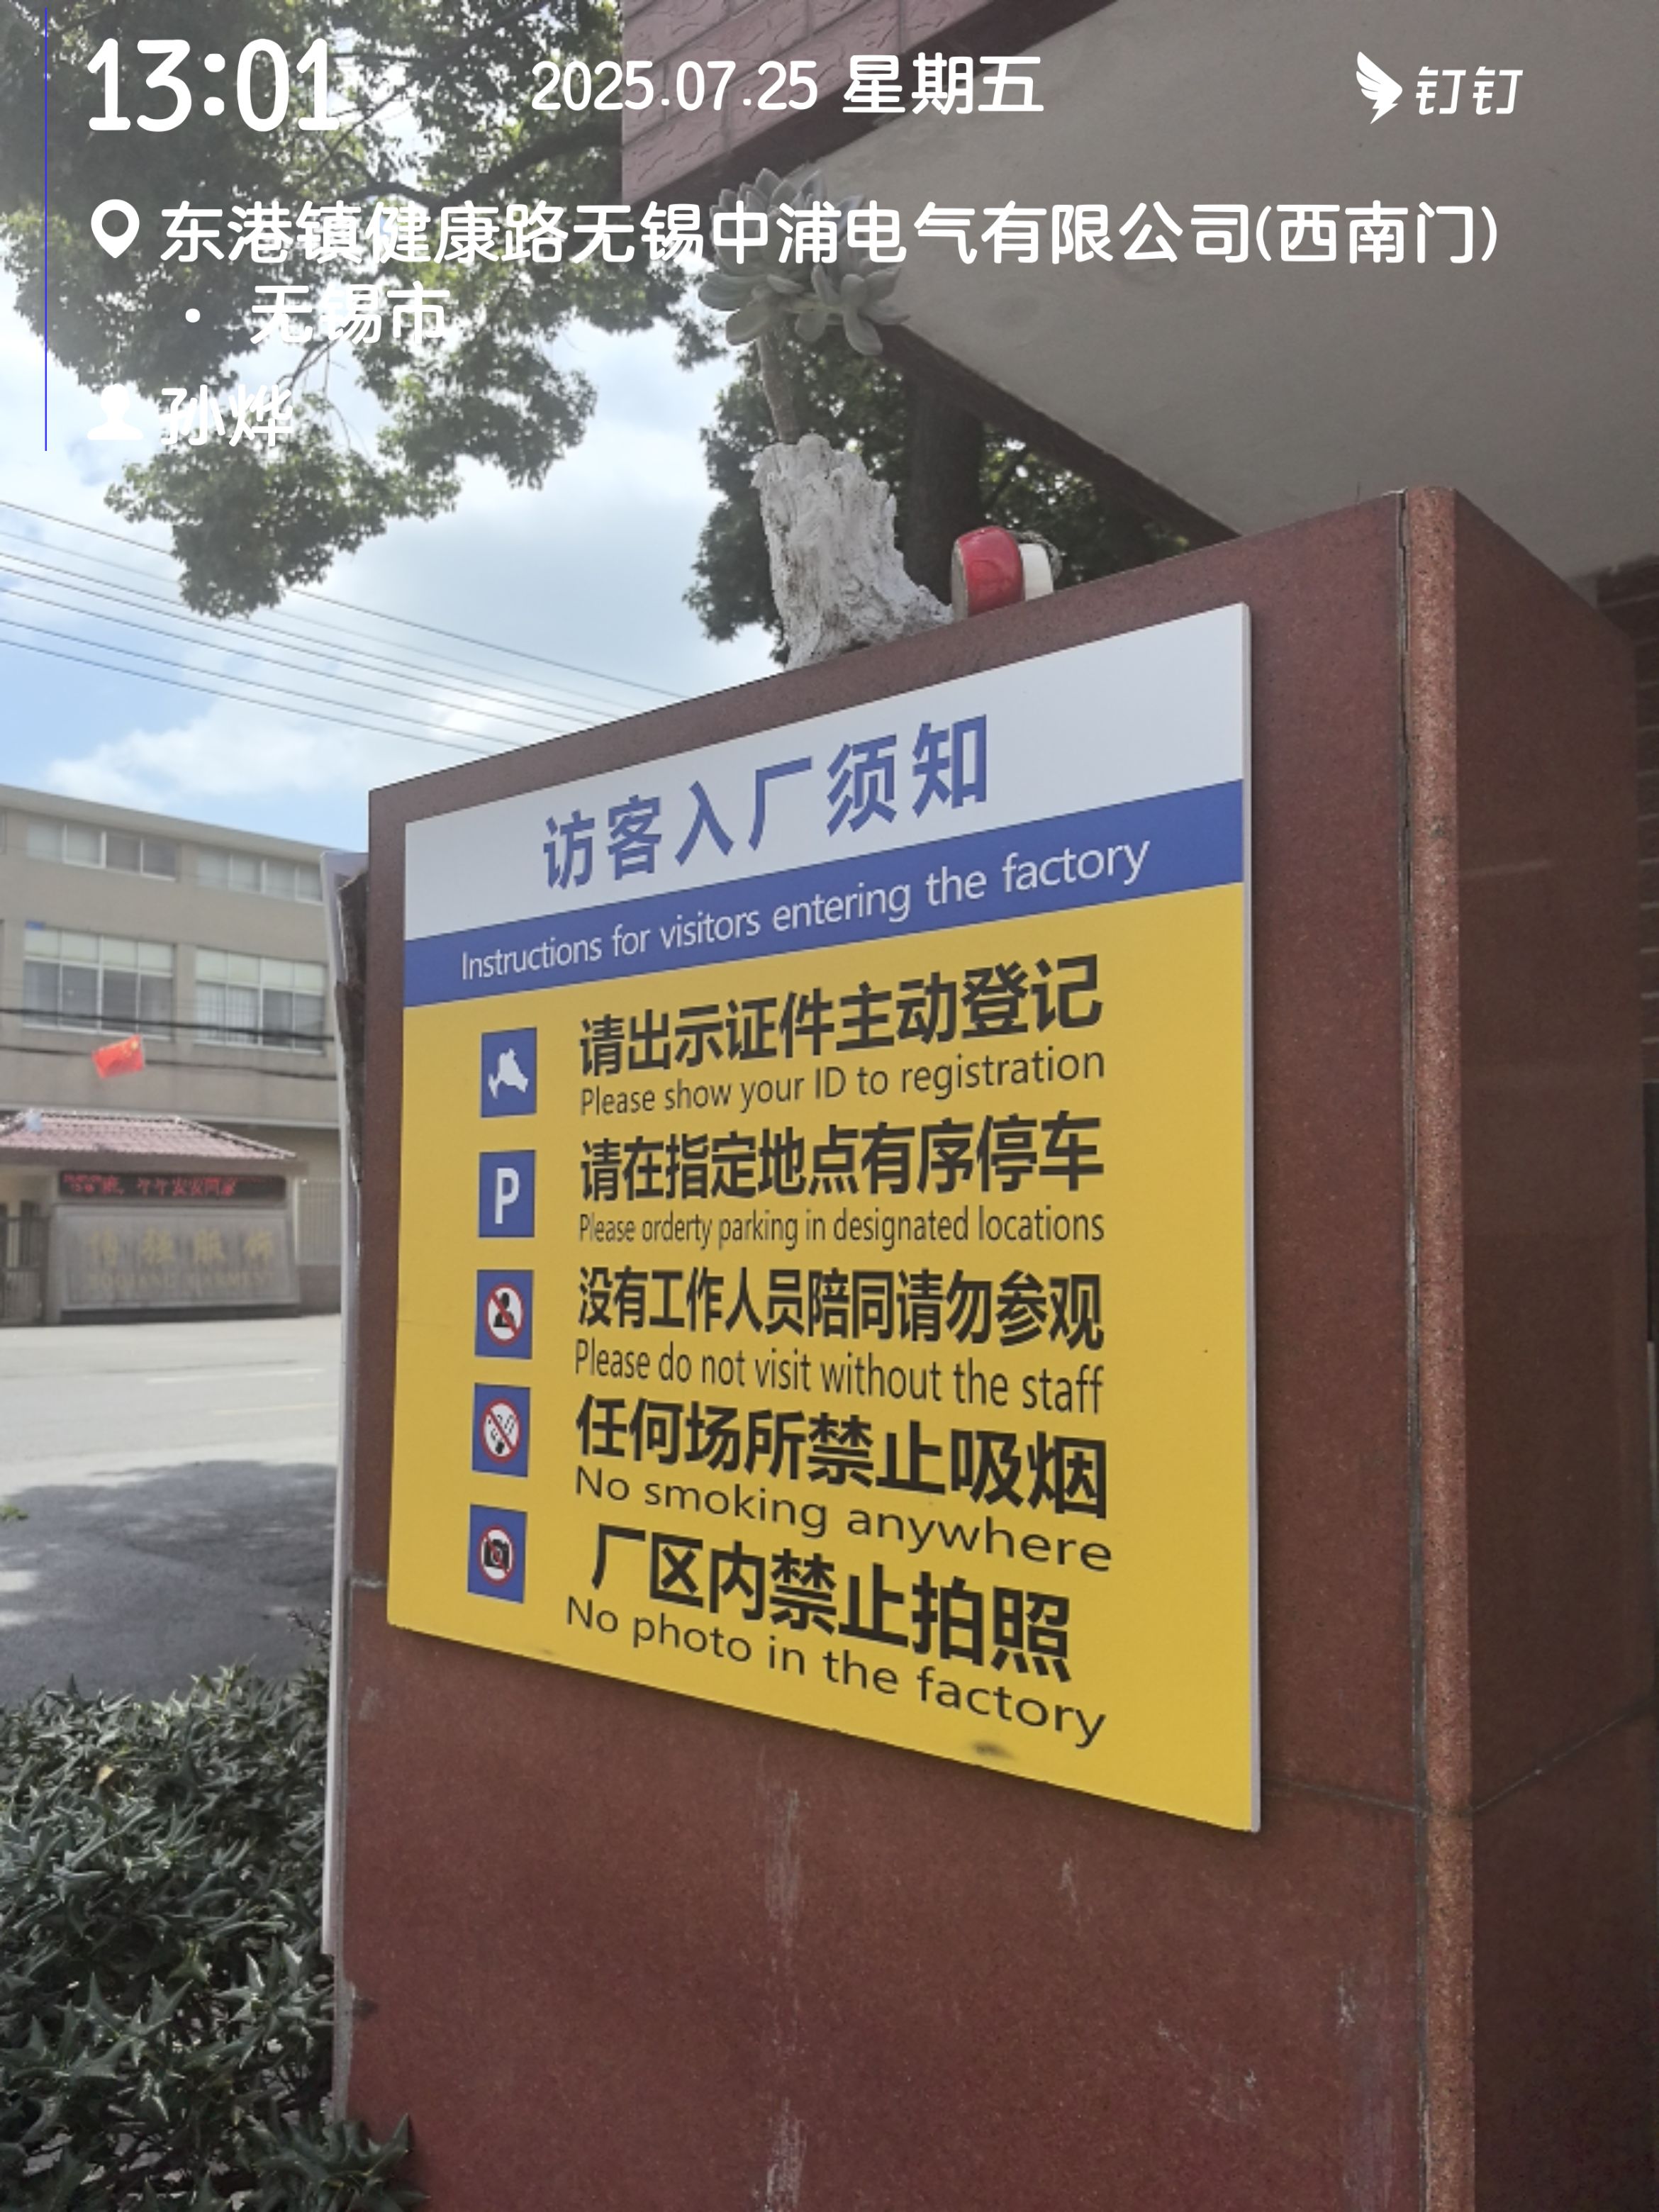 13:01
2025.07.25 星期五
钉钉
东港镇健康路无锡中浦电气有限公司(西南门)
· 无锡市
孙烨
访客入厂须知
Instructions for visitors entering the factory
请出示证件主动登记
Please show your ID to registration
P
请在指定地点有序停车
Please orderty parking in designated locations
没有工作人员陪同请勿参观
Please do not visit without the staff
任何场所禁止吸烟
No smoking anywhere
厂区内禁止拍照
No photo in the factory